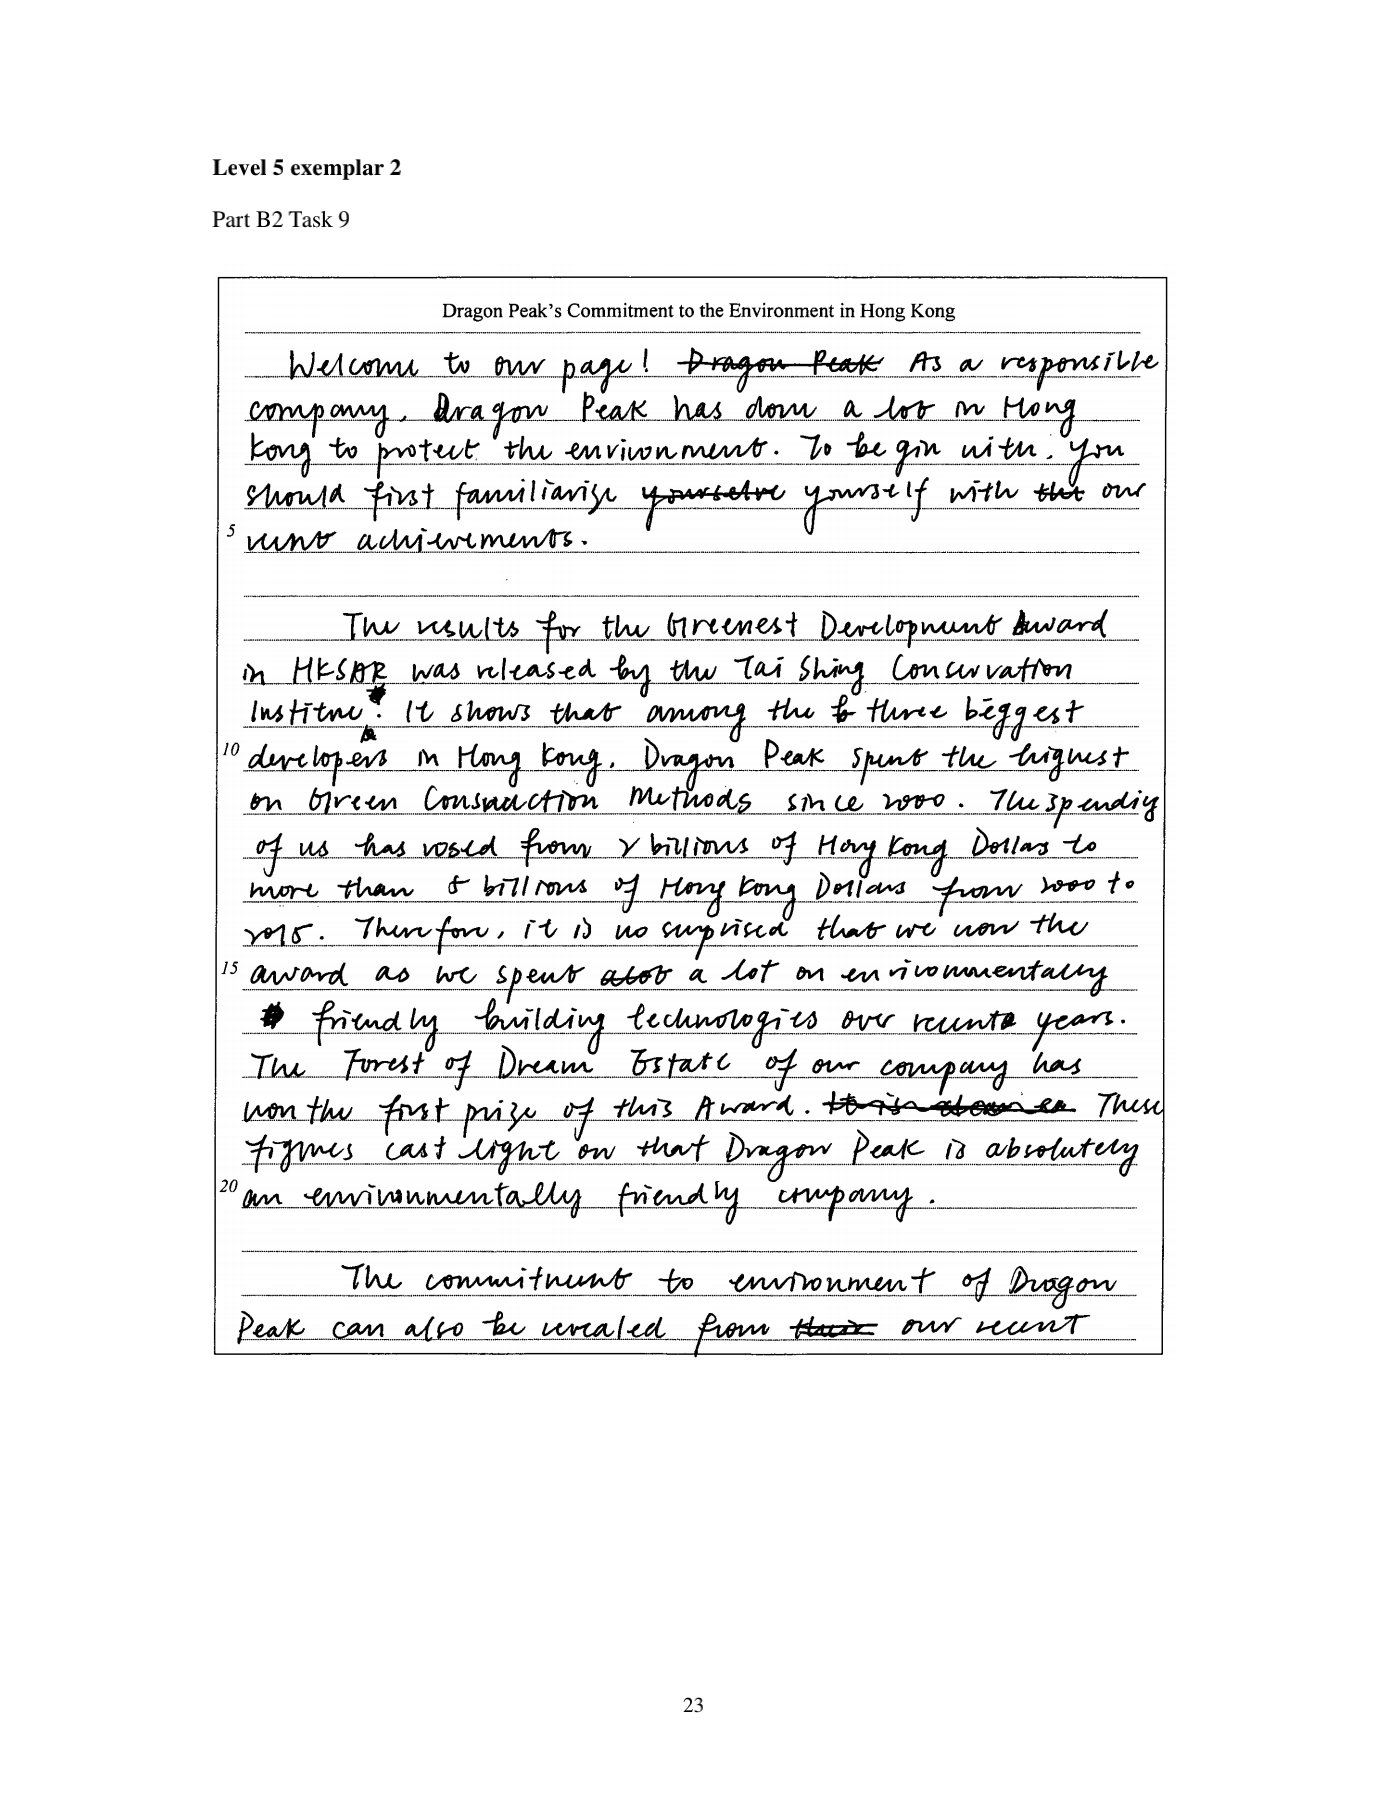 Level 5 exemplar 2
Part B2 Task 9
Dragon Peak's Commitment to the Environment in Hong Kong
Welcome to our page! Dragon Peak As a responsible
company, Dragon Peak has done a lot in Hong
Kong to protect the environment. To begin with, you
should first familiarise yourselve yourself with the our
5 recent achievements.
The results for the Greenest Development Award
in HKSAR was released by the Tai Shing Conservation
Institue. It shows that among the b three biggest
10 developers in Hong Kong, Dragon Peak spent the highest
on Green Construction Methods since 2000. The spending
of us has rosed from 2 billions of Hong Kong Dollars to
more than 5 billions of Hong Kong Dollars from 2000 to
2015. Therefore, it is no surprised that we won the
15 award as we spent alot a lot on environmentally
friendly building technologies over recent years.
The Forest of Dream Estate of our company has
won the first prize of this Award. It is These
figures cast light on that Dragon Peak is absolutely
20 an environmentally friendly company.
The commitment to environment of Dragon
Peak can also be revealed from their our recent
23